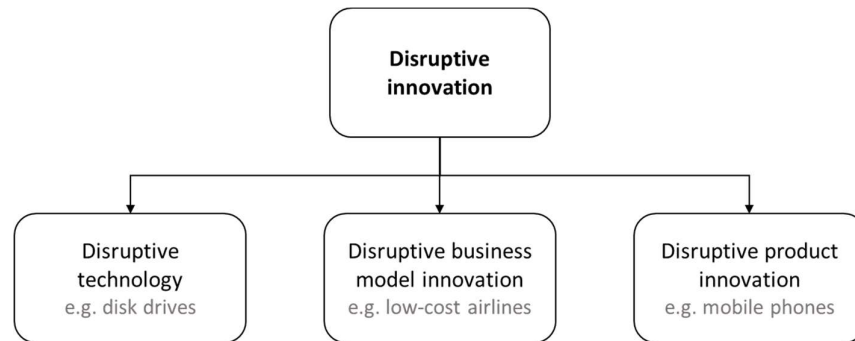 Disruptive
innovation
Disruptive
technology
e.g. disk drives
Disruptive business
model innovation
e.g. low-cost airlines
Disruptive product
innovation
e.g. mobile phones